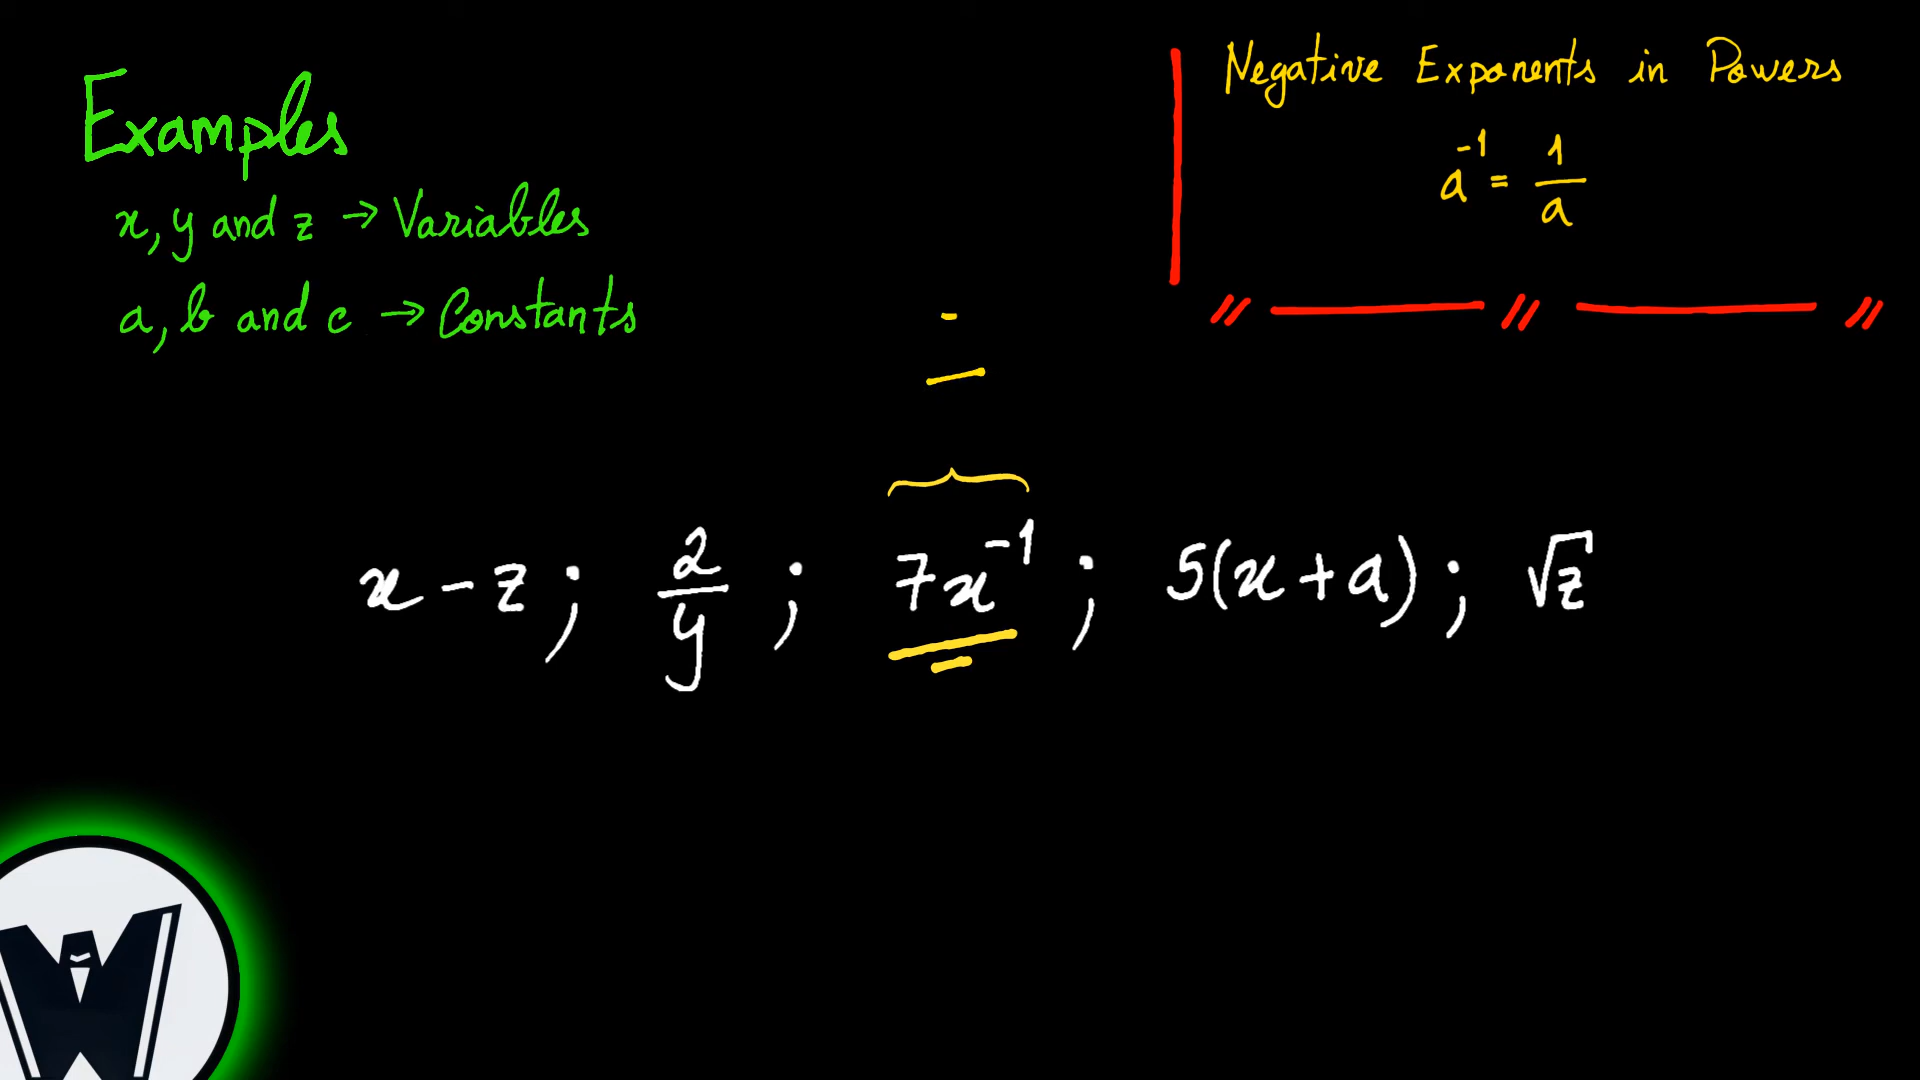 Examples
x, y and z → Variables
a, b and c → Constants
Negative Exponents in Powers
a⁻¹ = 1/a
x - z ; 2/y ; 7x⁻¹ ; 5(x + a) ; √z